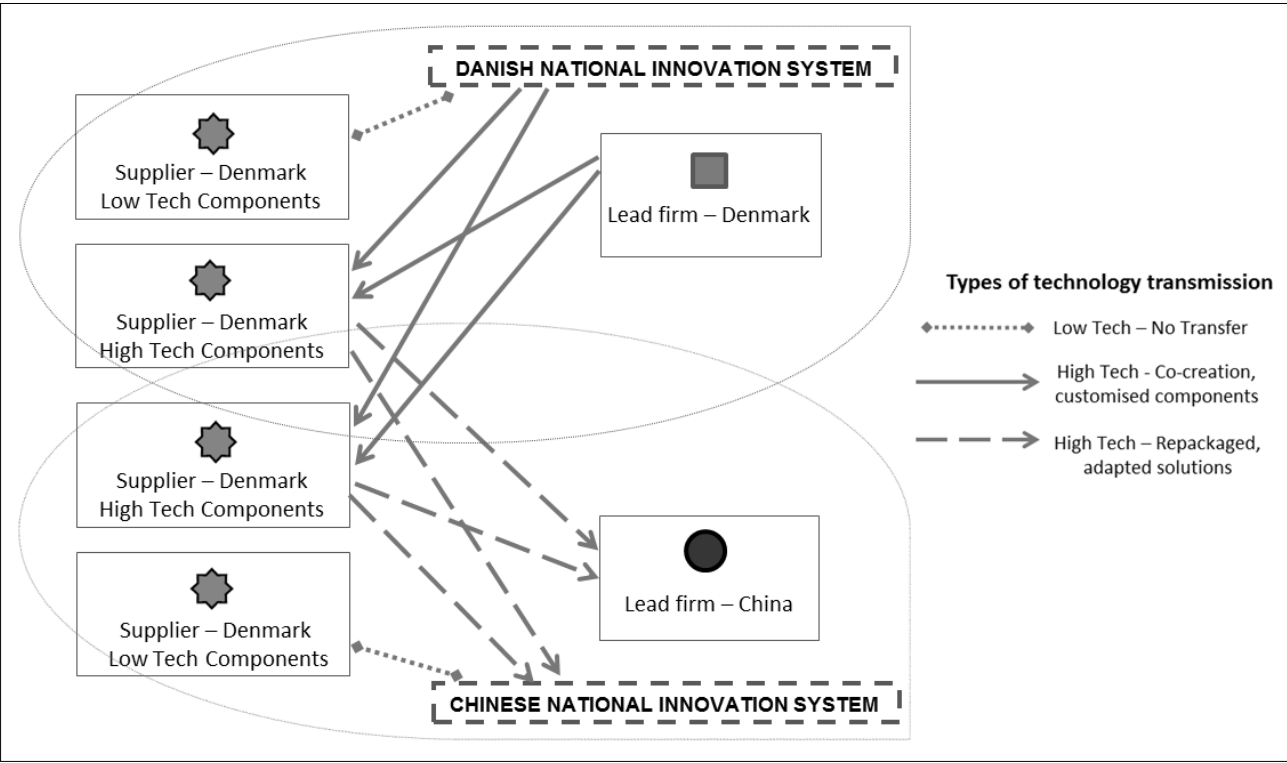 DANISH NATIONAL INNOVATION SYSTEM
Supplier – Denmark
Low Tech Components
Lead firm – Denmark
Supplier – Denmark
High Tech Components
Types of technology transmission
Low Tech – No Transfer
High Tech - Co-creation,
customised components
High Tech – Repackaged,
adapted solutions
Supplier – Denmark
High Tech Components
Lead firm – China
Supplier – Denmark
Low Tech Components
CHINESE NATIONAL INNOVATION SYSTEM